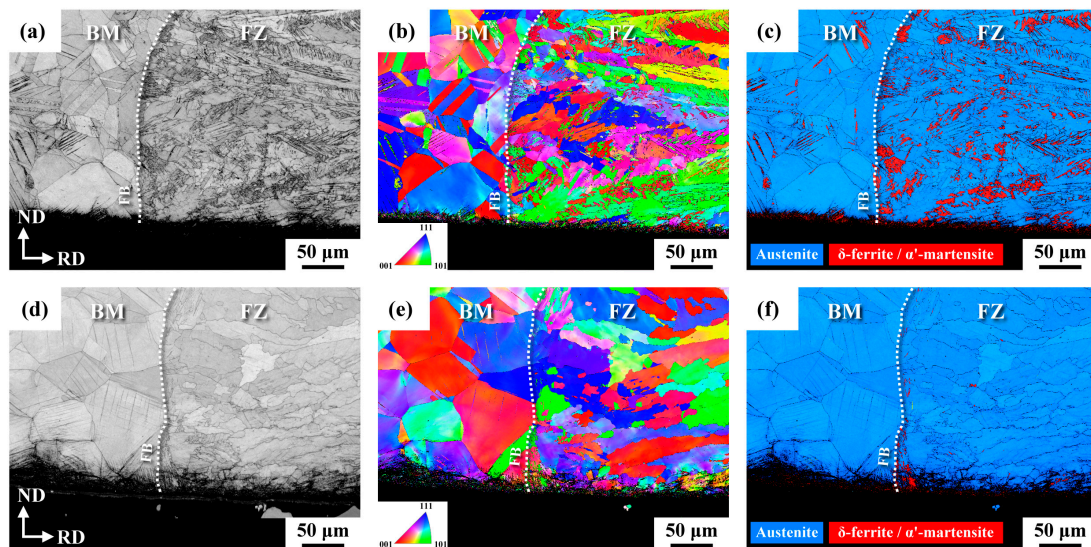 (a) BM FZ
FB
ND
RD
50 μm
(b) BM FZ
FB
111
001 101
50 μm
(c) BM FZ
FB
Austenite δ-ferrite / α'-martensite
50 μm
(d) BM FZ
FB
ND
RD
50 μm
(e) BM FZ
FB
111
001 101
50 μm
(f) BM FZ
FB
Austenite δ-ferrite / α'-martensite
50 μm